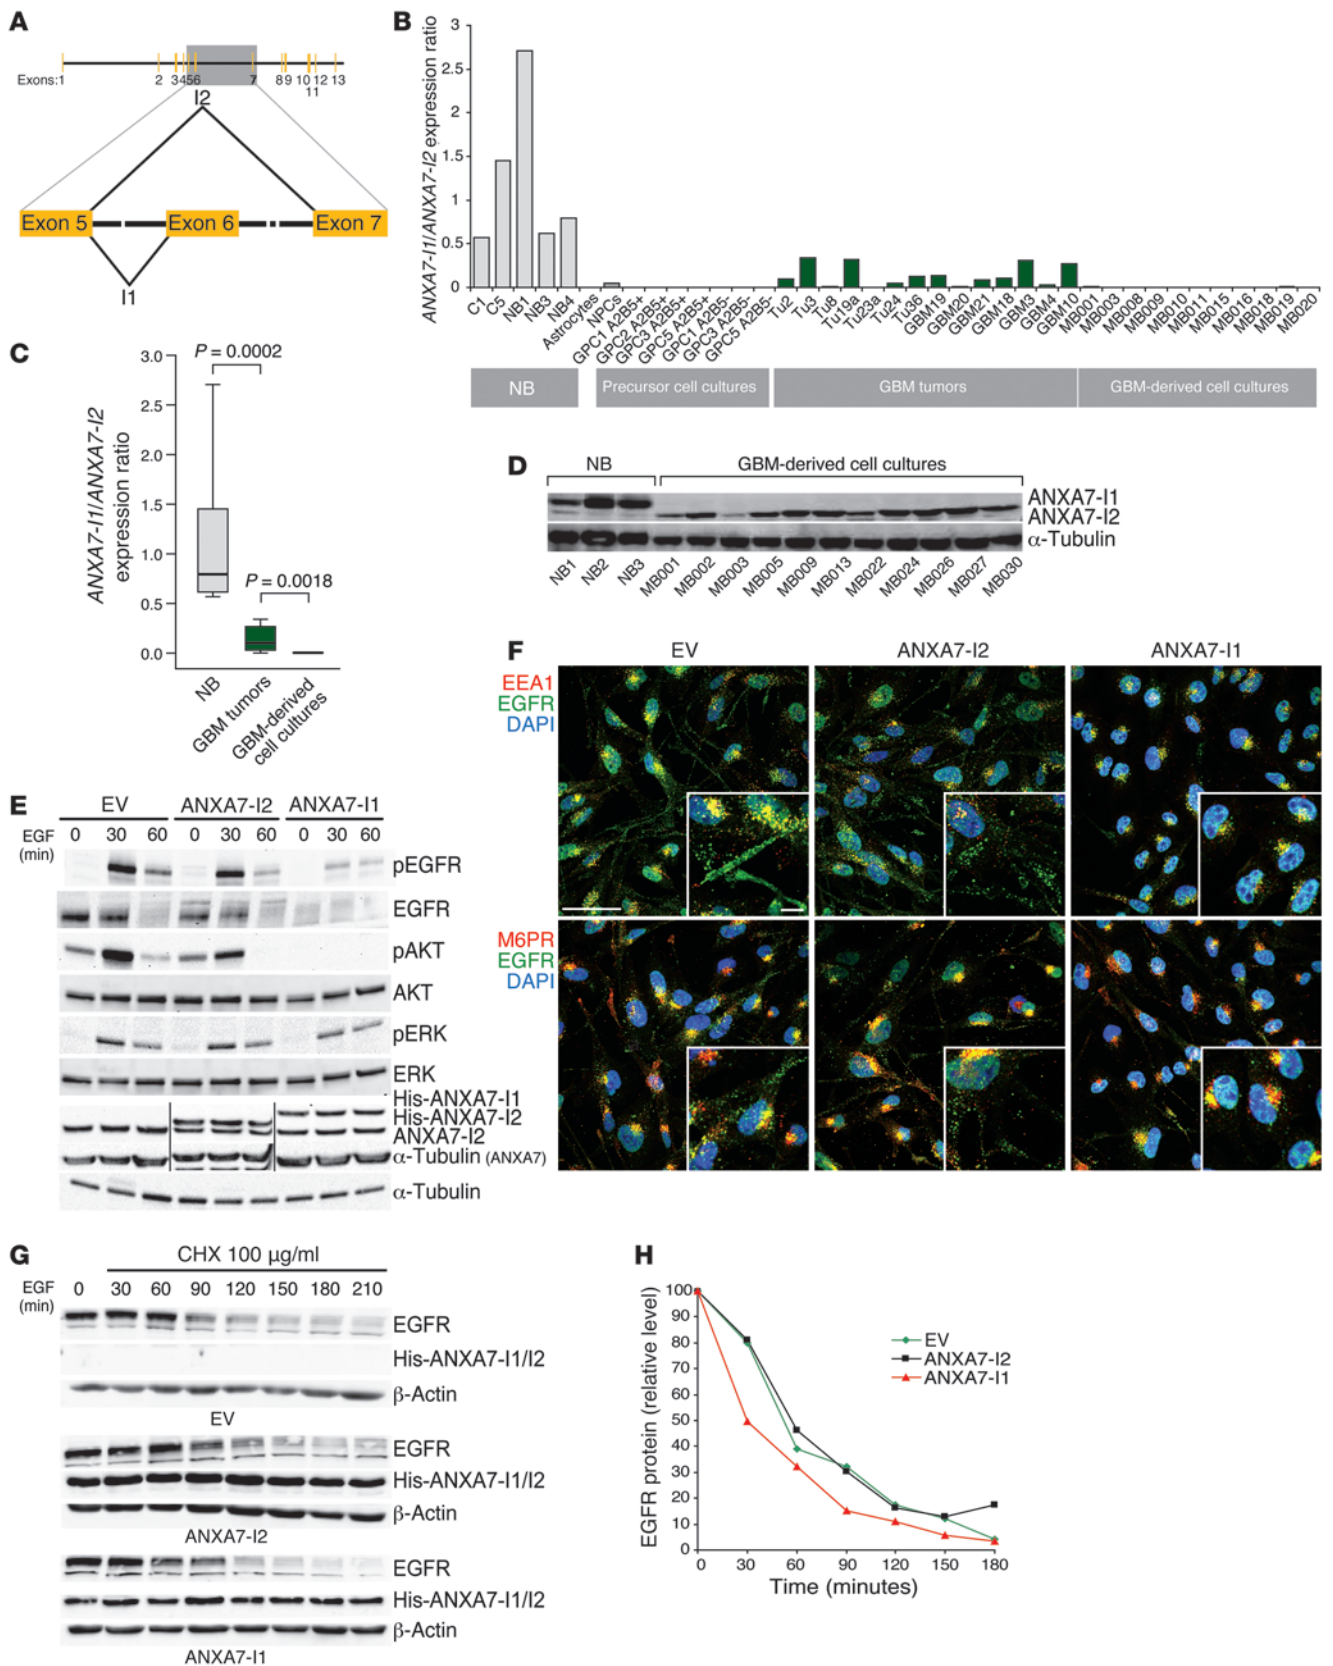 A
Exons:1 2 3 4 5 6 7 8 9 10 11 12 13
I2
Exon 5 Exon 6 Exon 7
I1
B
ANXA7-I1/ANXA7-I2 expression ratio
3
2.5
2
1.5
1
0.5
0
C1 C5 NB1 NB3 NB4 Astrocytes NPCs GPC1 A2B5+ GPC2 A2B5+ GPC3 A2B5+ GPC5 A2B5+ GPC1 A2B5- GPC3 A2B5- GPC5 A2B5- Tu2 Tu3 Tu8 Tu19a Tu23a Tu24 Tu36 GBM19 GBM20 GBM21 GBM18 GBM3 GBM4 GBM10 MB001 MB003 MB008 MB009 MB010 MB011 MB015 MB016 MB018 MB019 MB020
NB Precursor cell cultures GBM tumors GBM-derived cell cultures
C
ANXA7-I1/ANXA7-I2
expression ratio
3.0
2.5
2.0
1.5
1.0
0.5
0.0
P = 0.0002
P = 0.0018
NB
GBM tumors
GBM-derived
cell cultures
D
NB GBM-derived cell cultures
ANXA7-I1
ANXA7-I2
α-Tubulin
NB1 NB2 NB3 MB001 MB002 MB003 MB005 MB009 MB013 MB022 MB024 MB026 MB027 MB030
E
EV ANXA7-I2 ANXA7-I1
EGF
(min)
0 30 60 0 30 60 0 30 60
pEGFR
EGFR
pAKT
AKT
pERK
ERK
His-ANXA7-I1
His-ANXA7-I2
ANXA7-I2
α-Tubulin (ANXA7)
α-Tubulin
F
EV ANXA7-I2 ANXA7-I1
EEA1
EGFR
DAPI
M6PR
EGFR
DAPI
G
CHX 100 µg/ml
EGF
(min)
0 30 60 90 120 150 180 210
EGFR
His-ANXA7-I1/I2
β-Actin
EV
EGFR
His-ANXA7-I1/I2
β-Actin
ANXA7-I2
EGFR
His-ANXA7-I1/I2
β-Actin
ANXA7-I1
H
EGFR protein (relative level)
100
90
80
70
60
50
40
30
20
10
0
EV
ANXA7-I2
ANXA7-I1
0 30 60 90 120 150 180
Time (minutes)